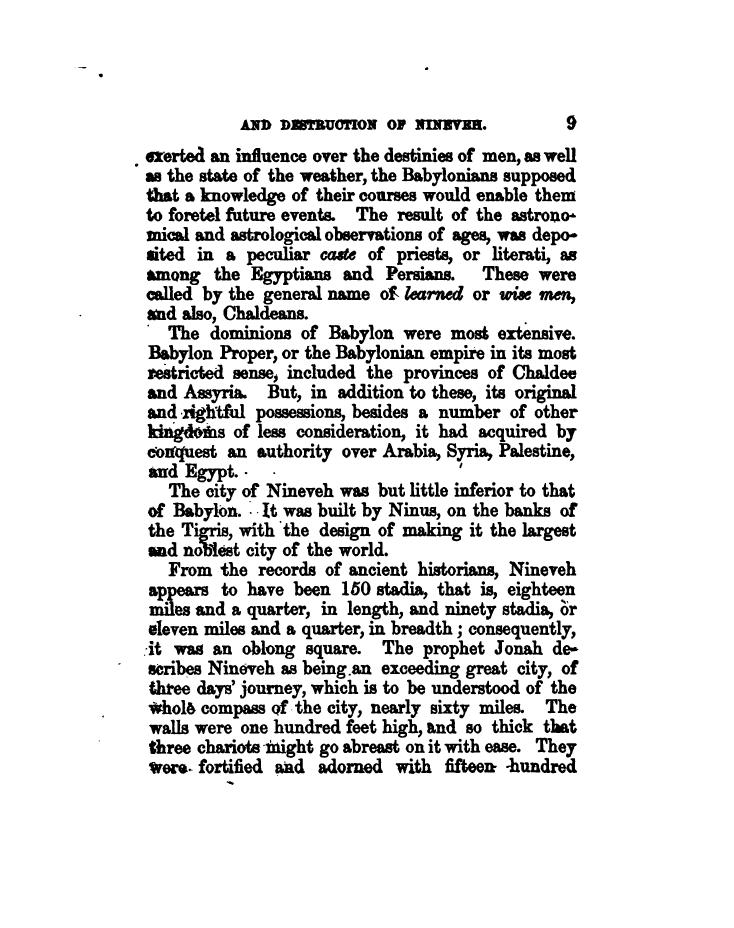 AND DESTRUCTION OF NINEVEH. 9
exerted an influence over the destinies of men, as well
as the state of the weather, the Babylonians supposed
that a knowledge of their courses would enable them
to foretel future events. The result of the astrono-
mical and astrological observations of ages, was depo-
sited in a peculiar caste of priests, or literati, as
among the Egyptians and Persians. These were
called by the general name of learned or wise men,
and also, Chaldeans.
The dominions of Babylon were most extensive.
Babylon Proper, or the Babylonian empire in its most
restricted sense, included the provinces of Chaldee
and Assyria. But, in addition to these, its original
and rightful possessions, besides a number of other
kingdoms of less consideration, it had acquired by
conquest an authority over Arabia, Syria, Palestine,
and Egypt.
The city of Nineveh was but little inferior to that
of Babylon. It was built by Ninus, on the banks of
the Tigris, with the design of making it the largest
and noblest city of the world.
From the records of ancient historians, Nineveh
appears to have been 150 stadia, that is, eighteen
miles and a quarter, in length, and ninety stadia, or
eleven miles and a quarter, in breadth ; consequently,
it was an oblong square. The prophet Jonah de-
scribes Nineveh as being an exceeding great city, of
three days' journey, which is to be understood of the
whole compass of the city, nearly sixty miles. The
walls were one hundred feet high, and so thick that
three chariots might go abreast on it with ease. They
were fortified and adorned with fifteen hundred